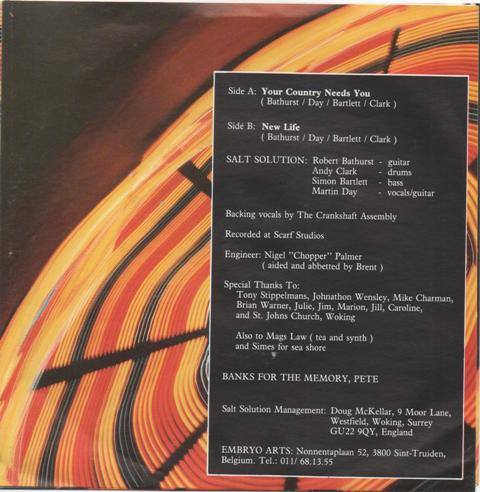 Side A: Your Country Needs You
( Bathurst / Day / Bartlett / Clark )
Side B: New Life
( Bathurst / Day / Bartlett / Clark )
SALT SOLUTION: Robert Bathurst - guitar
Andy Clark - drums
Simon Bartlett - bass
Martin Day - vocals/guitar
Backing vocals by The Crankshaft Assembly
Recorded at Scarf Studios
Engineer: Nigel "Chopper" Palmer
( aided and abbetted by Brent )
Special Thanks To:
Tony Stippelmans, Johnathon Wensley, Mike Charman,
Brian Warner, Julie, Jim, Marion, Jill, Caroline,
and St. Johns Church, Woking
Also to Mags Law ( tea and synth )
and Simes for sea shore
BANKS FOR THE MEMORY, PETE
Salt Solution Management: Doug McKellar, 9 Moor Lane,
Westfield, Woking, Surrey
GU22 9QY, England
EMBRYO ARTS: Nonnentaplaan 52, 3800 Sint-Truiden,
Belgium. Tel.: 011/ 68.13.55